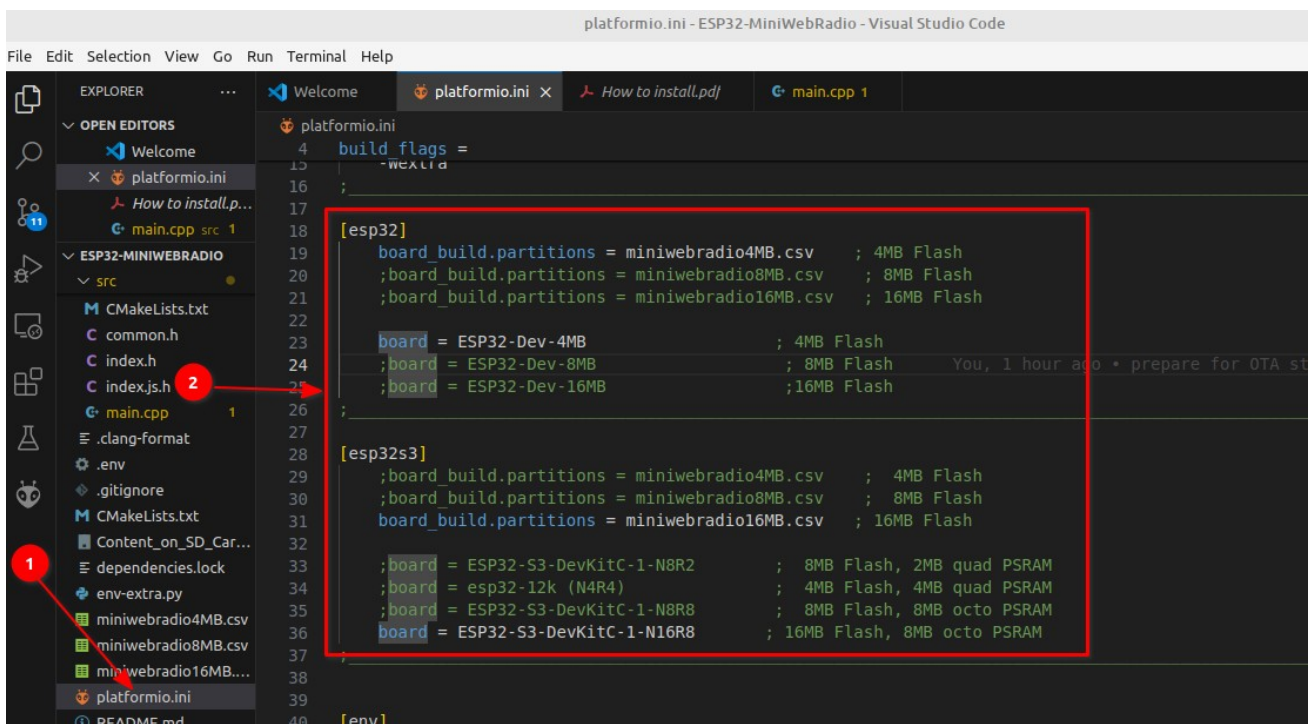 platformio.ini - ESP32-MiniWebRadio - Visual Studio Code
File Edit Selection View Go Run Terminal Help
EXPLORER ...
Welcome
platformio.ini ×
How to install.pdf
main.cpp 1
OPEN EDITORS
Welcome
× platformio.ini
How to install.p...
main.cpp src 1
11
ESP32-MINIWEBRADIO
src
CMakeLists.txt
common.h
index.h
index.js.h
main.cpp 1
.clang-format
.env
.gitignore
CMakeLists.txt
Content_on_SD_Car...
dependencies.lock
env-extra.py
miniwebradio4MB.csv
miniwebradio8MB.csv
miniwebradio16MB....
platformio.ini
README.md
1
2
platformio.ini
4 build_flags =
15 -Wextra
16 ;
17
18 [esp32]
19 board_build.partitions = miniwebradio4MB.csv ; 4MB Flash
20 ;board_build.partitions = miniwebradio8MB.csv ; 8MB Flash
21 ;board_build.partitions = miniwebradio16MB.csv ; 16MB Flash
22
23 board = ESP32-Dev-4MB ; 4MB Flash
24 ;board = ESP32-Dev-8MB ; 8MB Flash You, 1 hour ago • prepare for OTA st
25 ;board = ESP32-Dev-16MB ;16MB Flash
26 ;
27
28 [esp32s3]
29 ;board_build.partitions = miniwebradio4MB.csv ; 4MB Flash
30 ;board_build.partitions = miniwebradio8MB.csv ; 8MB Flash
31 board_build.partitions = miniwebradio16MB.csv ; 16MB Flash
32
33 ;board = ESP32-S3-DevKitC-1-N8R2 ; 8MB Flash, 2MB quad PSRAM
34 ;board = esp32-12k (N4R4) ; 4MB Flash, 4MB quad PSRAM
35 ;board = ESP32-S3-DevKitC-1-N8R8 ; 8MB Flash, 8MB octo PSRAM
36 board = ESP32-S3-DevKitC-1-N16R8 ; 16MB Flash, 8MB octo PSRAM
37 ;
38
39
40 [env]